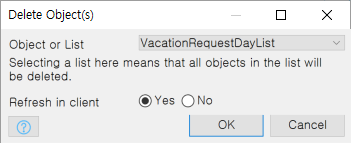 Delete Object(s)
Object or List VacationRequestDayList
Selecting a list here means that all objects in the list will
be deleted.
Refresh in client Yes No
? OK Cancel